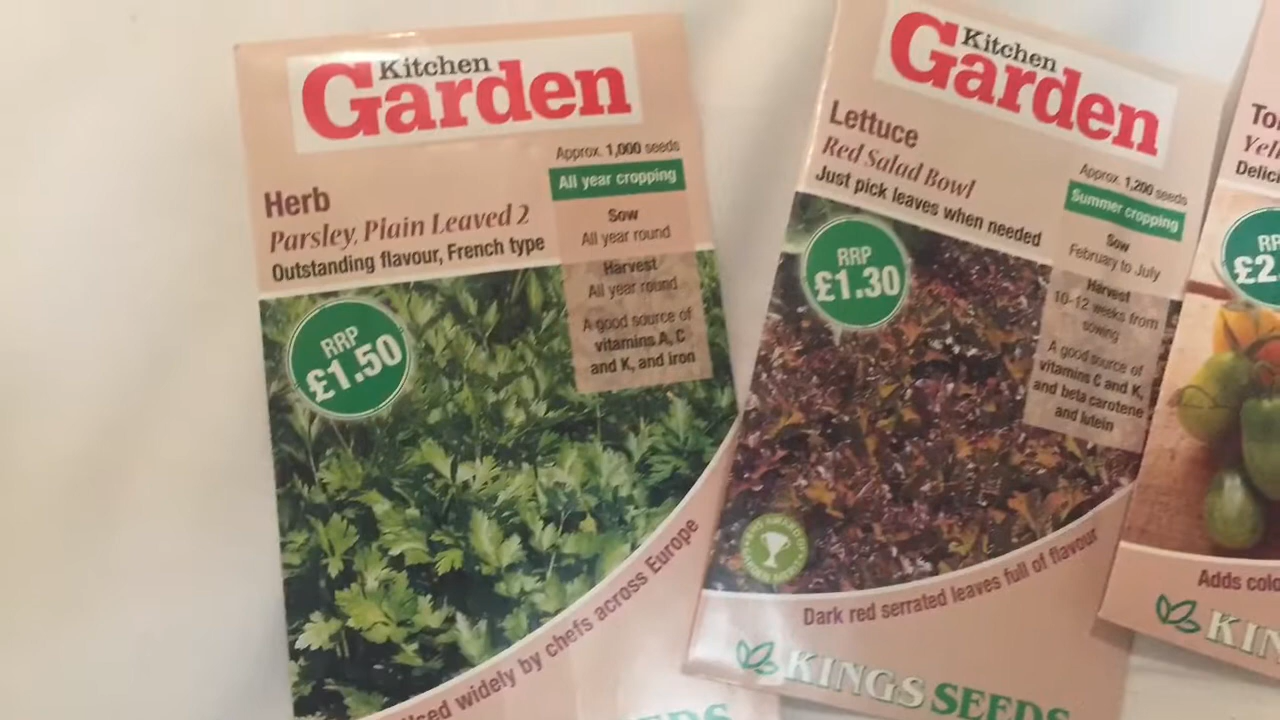 Kitchen
Garden
Approx. 1,000 seeds
All year cropping
Herb
Parsley, Plain Leaved 2
Outstanding flavour, French type
Sow
All year round
Harvest
All year round
A good source of
vitamins A, C
and K, and iron
RRP
£1.50
widely by chefs across Europe
Kitchen
Garden
Lettuce
Red Salad Bowl
Just pick leaves when needed
Approx. 1,200 seeds
Summer cropping
Sow
February to July
Harvest
10-12 weeks from
sowing
A good source of
vitamins C and K,
and beta carotene
and lutein
RRP
£1.30
Dark red serrated leaves full of flavour
KINGS SEEDS
Adds